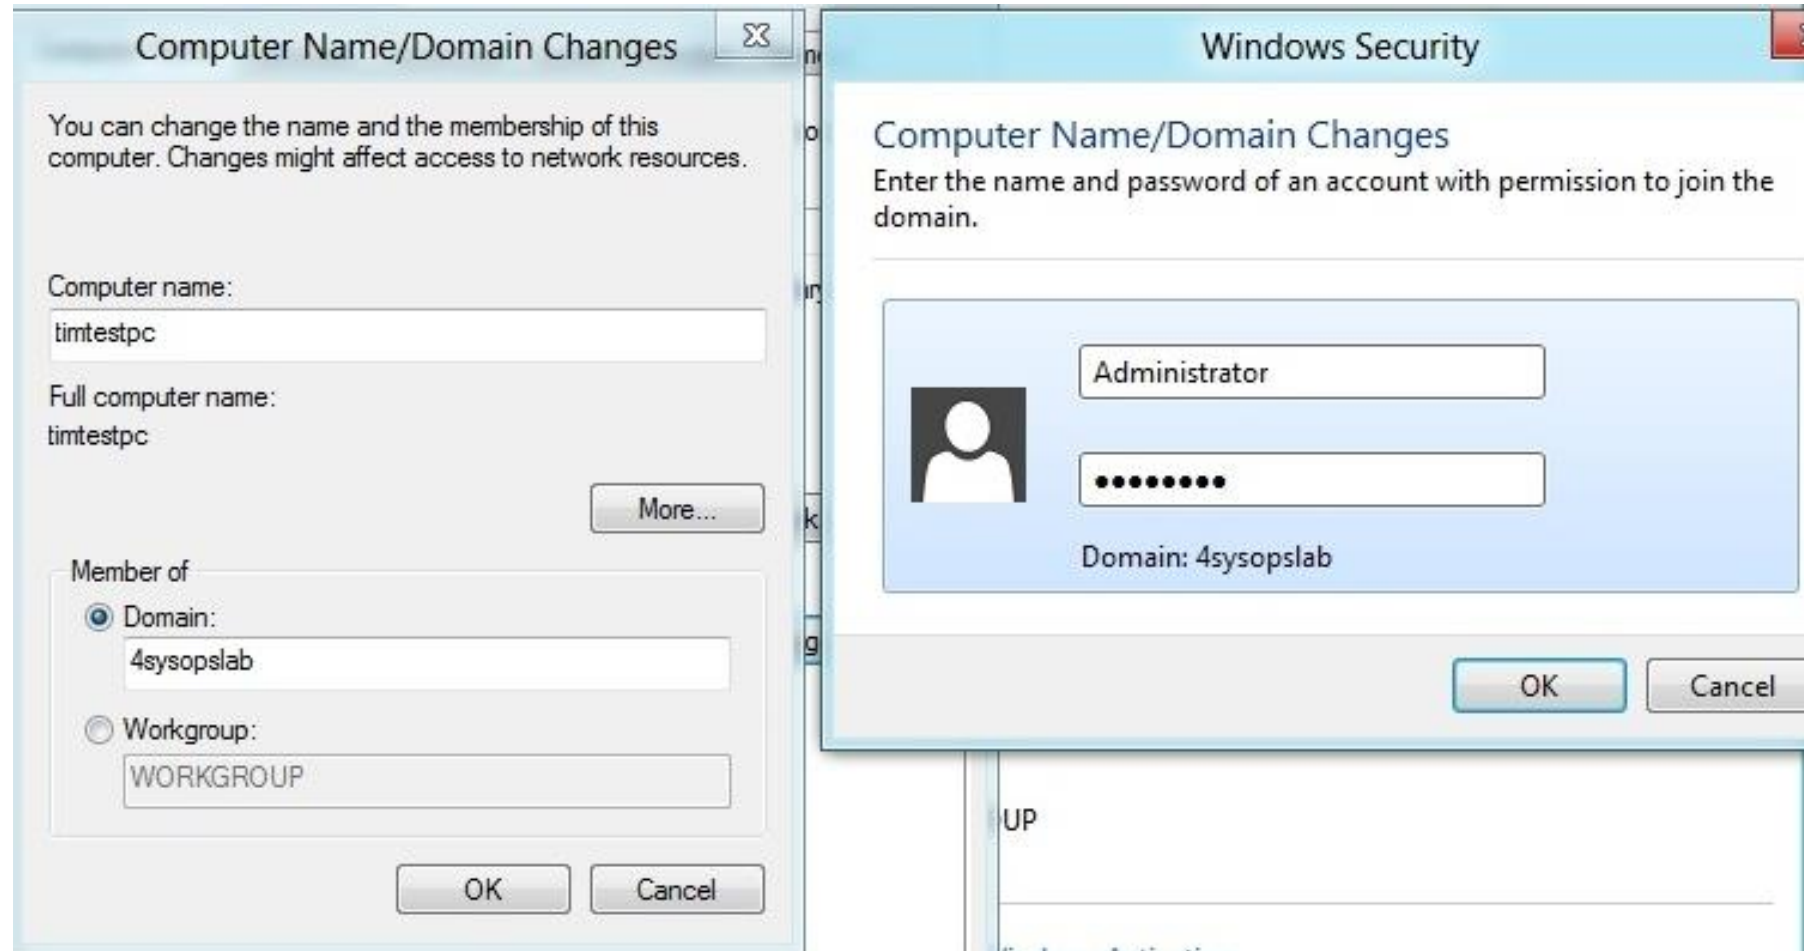 Computer Name/Domain Changes
You can change the name and the membership of this
computer. Changes might affect access to network resources.
Computer name:
timtestpc
Full computer name:
timtestpc
More...
Member of
Domain:
4sysopslab
Workgroup:
WORKGROUP
OK Cancel
Windows Security
Computer Name/Domain Changes
Enter the name and password of an account with permission to join the
domain.
Administrator
••••••••
Domain: 4sysopslab
OK Cancel
UP